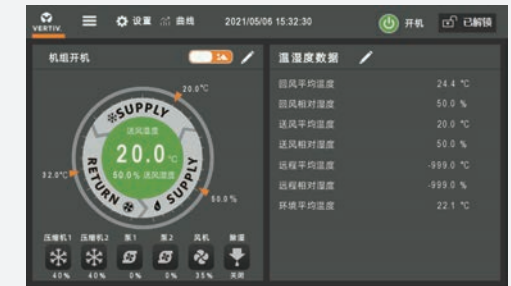 VERTIV. 设置 曲线 2021/05/06 15:32:30 开机 已解锁
机组开机
20.0℃
SUPPLY
送风温度
20.0 ℃
50.0% 送风湿度
RETURN
SUPPLY
32.0℃
50.0%
压缩机1 压缩机2 泵1 泵2 风机 除湿
40% 40% 0% 0% 35% 关闭
温湿度数据
回风平均温度 24.4 ℃
回风相对湿度 50.0 %
送风平均温度 20.0 ℃
送风相对湿度 50.0 %
远程平均温度 -999.0 ℃
远程相对湿度 -999.0 %
环境平均温度 22.1 ℃